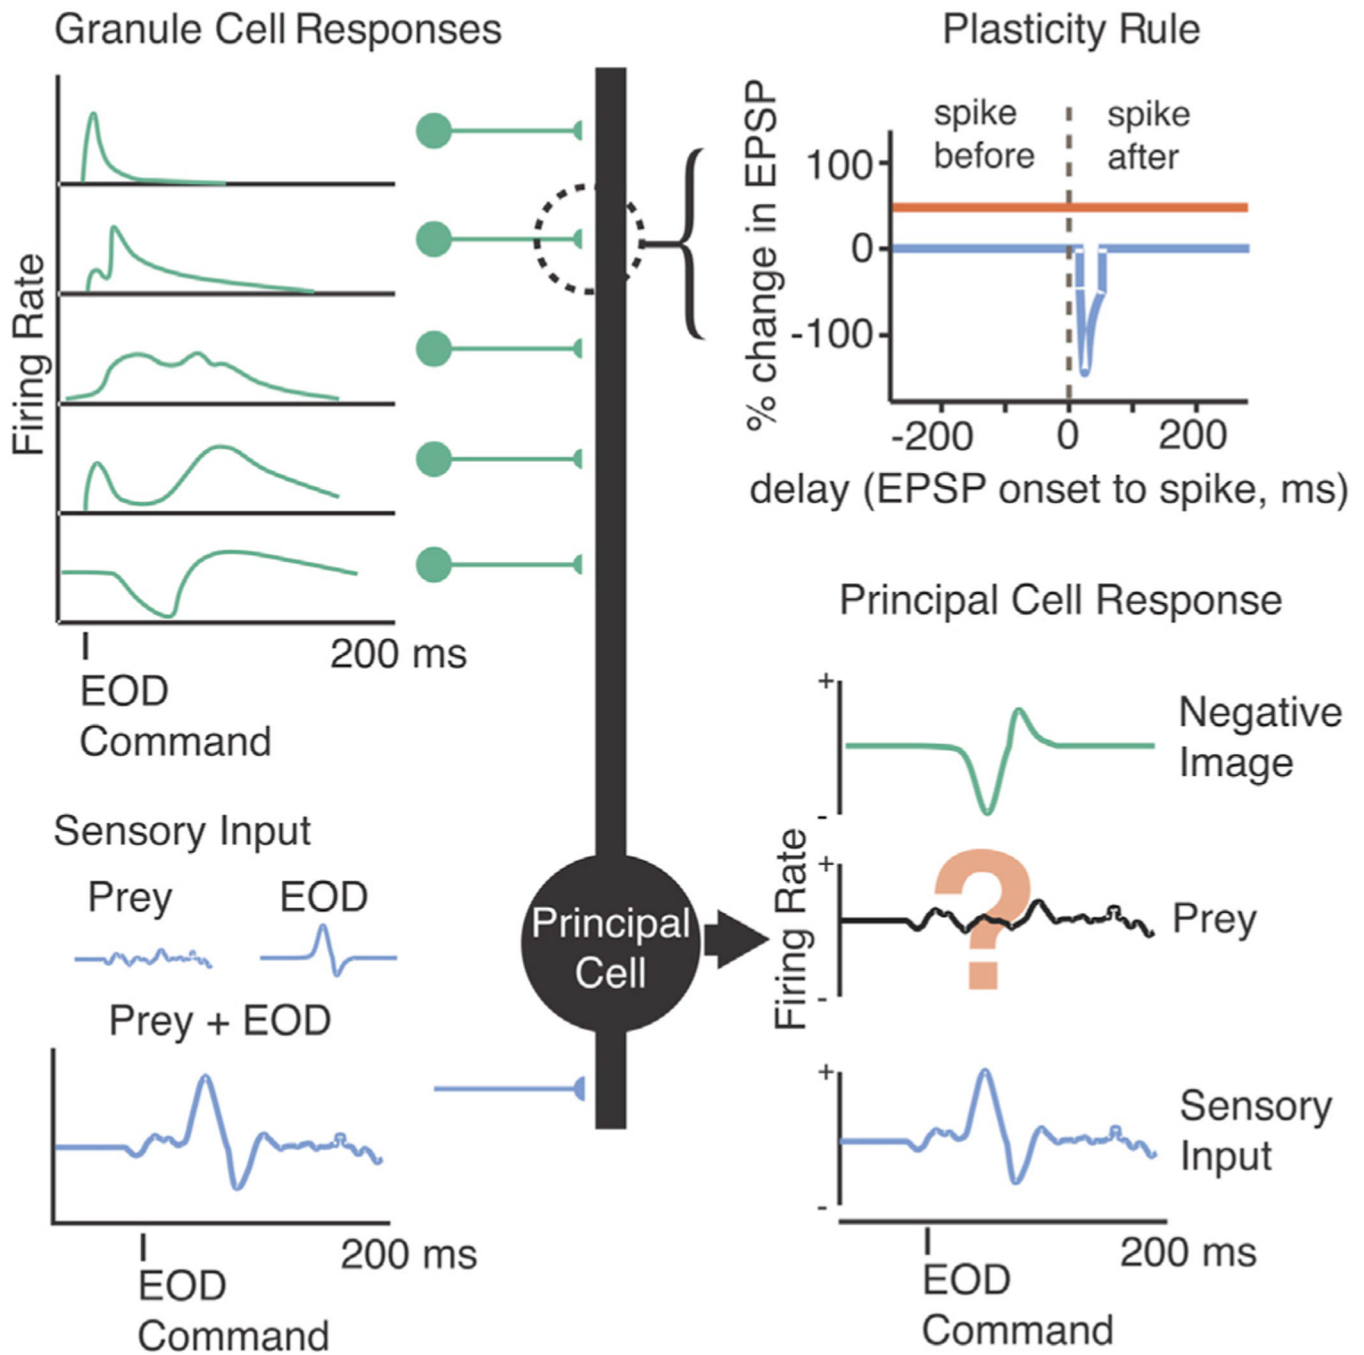 Granule Cell Responses
Firing Rate
EOD
Command
200 ms
Plasticity Rule
% change in EPSP
spike
before
spike
after
100
0
-100
-200
0
200
delay (EPSP onset to spike, ms)
Sensory Input
Prey
EOD
Prey + EOD
200 ms
EOD
Command
Principal
Cell
Principal Cell Response
Firing Rate
+
-
Negative
Image
+
-
?
Prey
+
-
Sensory
Input
200 ms
EOD
Command